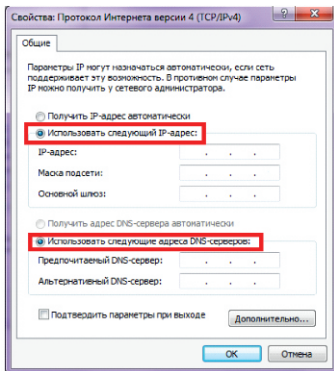 Свойства: Протокол Интернета версии 4 (TCP/IPv4)
Общие
Параметры IP могут назначаться автоматически, если сеть
поддерживает эту возможность. В противном случае параметры
IP можно получить у сетевого администратора.
Получить IP-адрес автоматически
Использовать следующий IP-адрес:
IP-адрес:
Маска подсети:
Основной шлюз:
Получить адрес DNS-сервера автоматически
Использовать следующие адреса DNS-серверов:
Предпочитаемый DNS-сервер:
Альтернативный DNS-сервер:
Подтвердить параметры при выходе
Дополнительно...
ОК Отмена